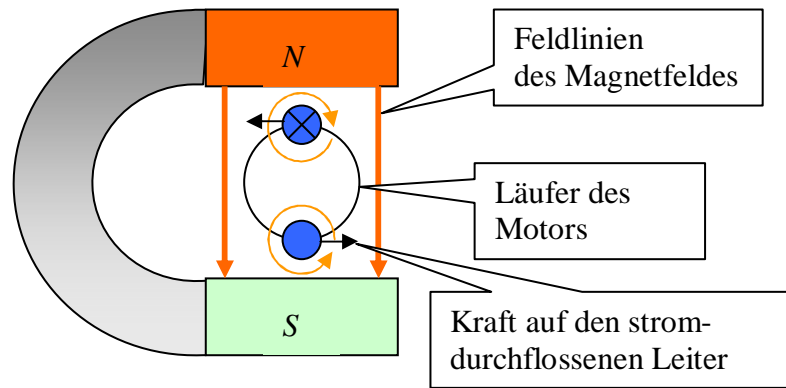 N
Feldlinien
des Magnetfeldes
Läufer des
Motors
S
Kraft auf den strom-
durchflossenen Leiter